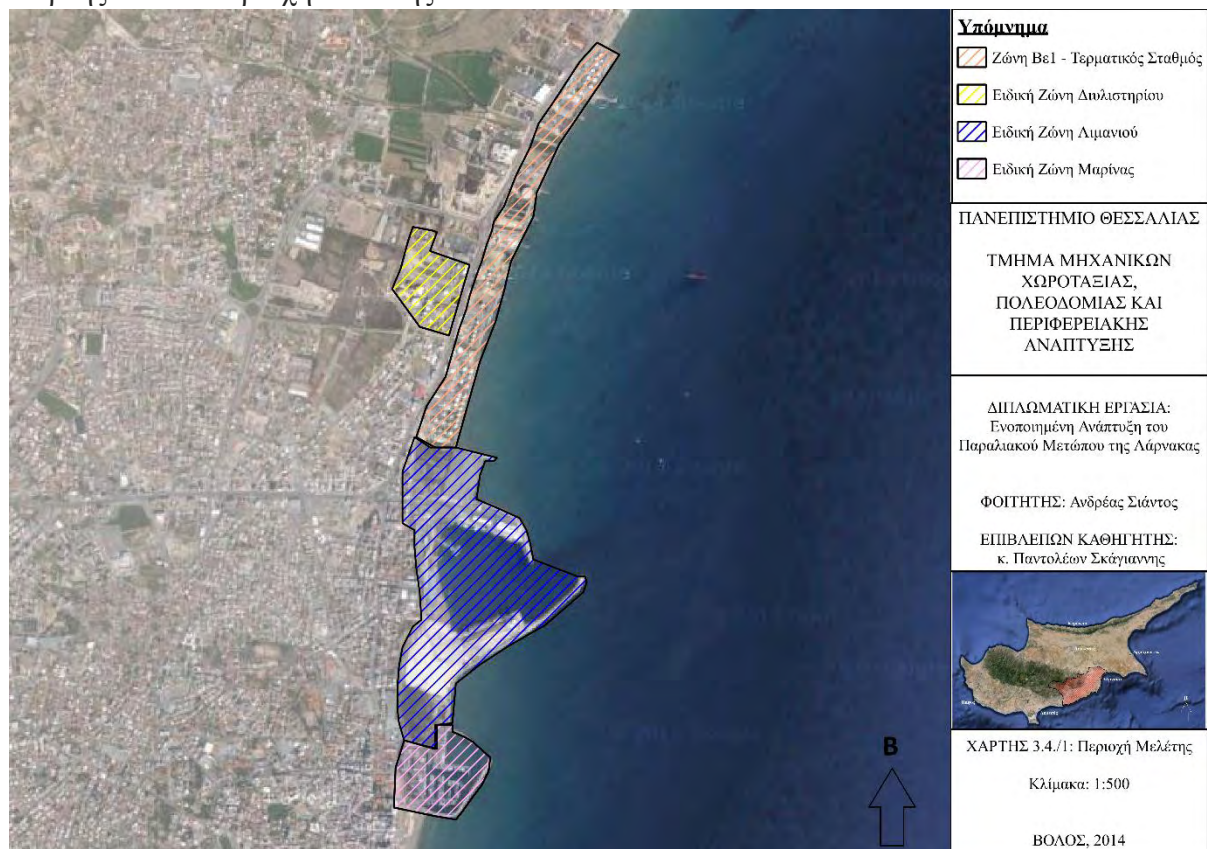 Υπόμνημα
Ζώνη Βε1 - Τερματικός Σταθμός
Ειδική Ζώνη Διυλιστηρίου
Ειδική Ζώνη Λιμανιού
Ειδική Ζώνη Μαρίνας
ΠΑΝΕΠΙΣΤΗΜΙΟ ΘΕΣΣΑΛΙΑΣ
ΤΜΗΜΑ ΜΗΧΑΝΙΚΩΝ
ΧΩΡΟΤΑΞΙΑΣ,
ΠΟΛΕΟΔΟΜΙΑΣ ΚΑΙ
ΠΕΡΙΦΕΡΕΙΑΚΗΣ
ΑΝΑΠΤΥΞΗΣ
ΔΙΠΛΩΜΑΤΙΚΗ ΕΡΓΑΣΙΑ:
Ενοποιημένη Ανάπτυξη του
Παραλιακού Μετώπου της Λάρνακας
ΦΟΙΤΗΤΗΣ: Ανδρέας Σιάντος
ΕΠΙΒΛΕΠΩΝ ΚΑΘΗΓΗΤΗΣ:
κ. Παντολέων Σκάγιαννης
Β
ΧΑΡΤΗΣ 3.4./1: Περιοχή Μελέτης
Κλίμακα: 1:500
ΒΟΛΟΣ, 2014